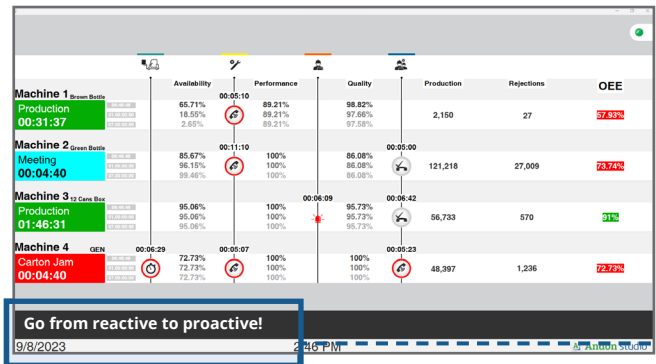 Availability Performance Quality Production Rejections OEE
Machine 1 Brown Bottle 00:05:10
Production
00:31:37
65.71% 89.21% 98.82%
18.55% 89.21% 97.66%
2.65% 89.21% 97.58%
2,150 27 57.93%
Machine 2 Green Bottle 00:11:10 00:05:00
Meeting
00:04:40
85.67% 100% 86.08%
96.15% 100% 86.08%
99.46% 100% 86.08%
121,218 27,009 73.74%
Machine 3 12 Cans Box 00:06:09 00:06:42
Production
01:46:31
95.06% 100% 95.73%
95.06% 100% 95.73%
95.06% 100% 95.73%
56,733 570 91%
Machine 4 GEN 00:06:29 00:05:07 00:05:23
Carton Jam
00:04:40
72.73% 100% 100%
72.73% 100% 100%
72.73% 100% 100%
48,397 1,236 72.73%
Go from reactive to proactive!
9/8/2023 2:46 PM Andon studio